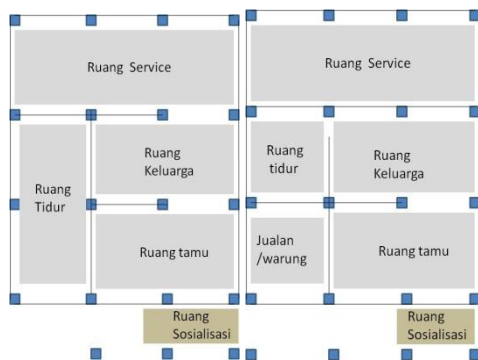 Ruang Service
Ruang
Keluarga
Ruang
Tidur
Ruang tamu
Ruang
Sosialisasi
Ruang Service
Ruang
tidur
Ruang
Keluarga
Jualan
/warung
Ruang tamu
Ruang
Sosialisasi